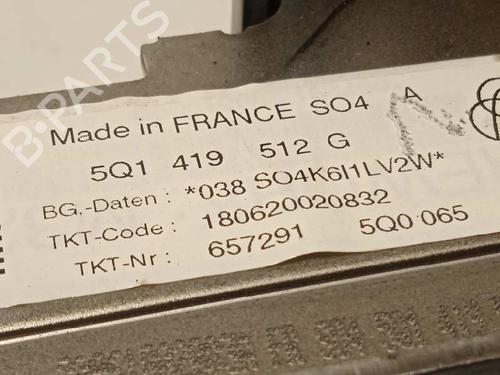 B-PARTS
Made in FRANCE SO4 A
5Q1 419 512 G
BG.-Daten : *038 SO4K6I1LV2W*
TKT-Code : 180620020832
TKT-Nr : 657291 5Q0 065